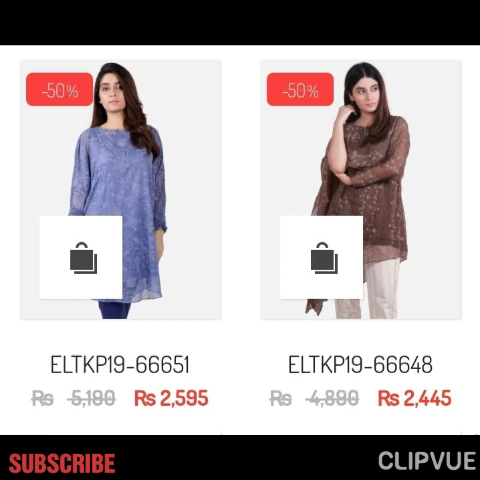 -50%
-50%
ELTKP19-66651
ELTKP19-66648
Rs 5,190 Rs 2,595
Rs 4,890 Rs 2,445
SUBSCRIBE
CLIPVUE